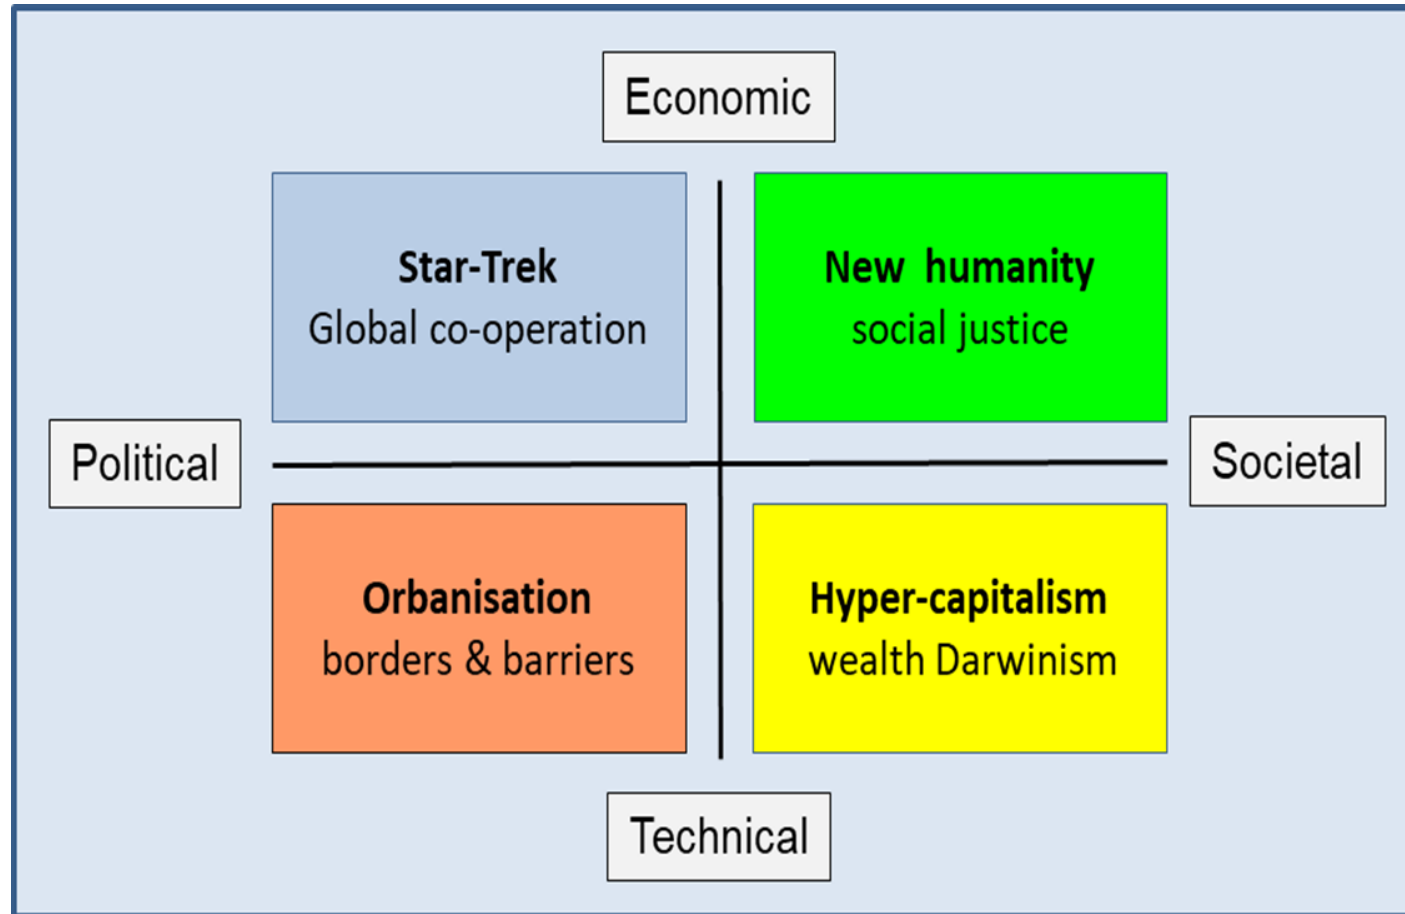 Economic
Star-Trek
Global co-operation
New humanity
social justice
Political
Societal
Orbanisation
borders & barriers
Hyper-capitalism
wealth Darwinism
Technical